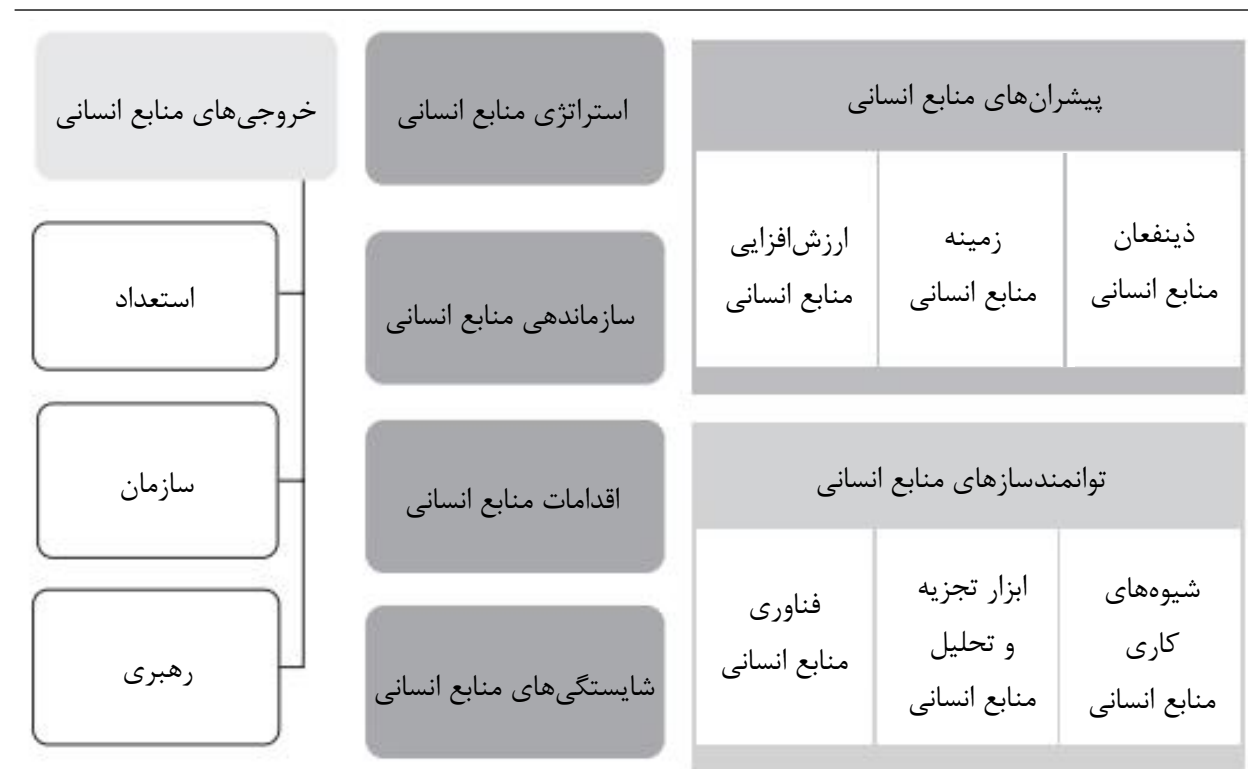 پیشران‌های منابع انسانی
ذینفعان
منابع انسانی
زمینه
منابع انسانی
ارزش‌افزایی
منابع انسانی
توانمندسازهای منابع انسانی
شیوه‌های
کاری
منابع انسانی
ابزار تجزیه
و تحلیل
منابع انسانی
فناوری
منابع انسانی
استراتژی منابع انسانی
سازماندهی منابع انسانی
اقدامات منابع انسانی
شایستگی‌های منابع انسانی
خروجی‌های منابع انسانی
استعداد
سازمان
رهبری